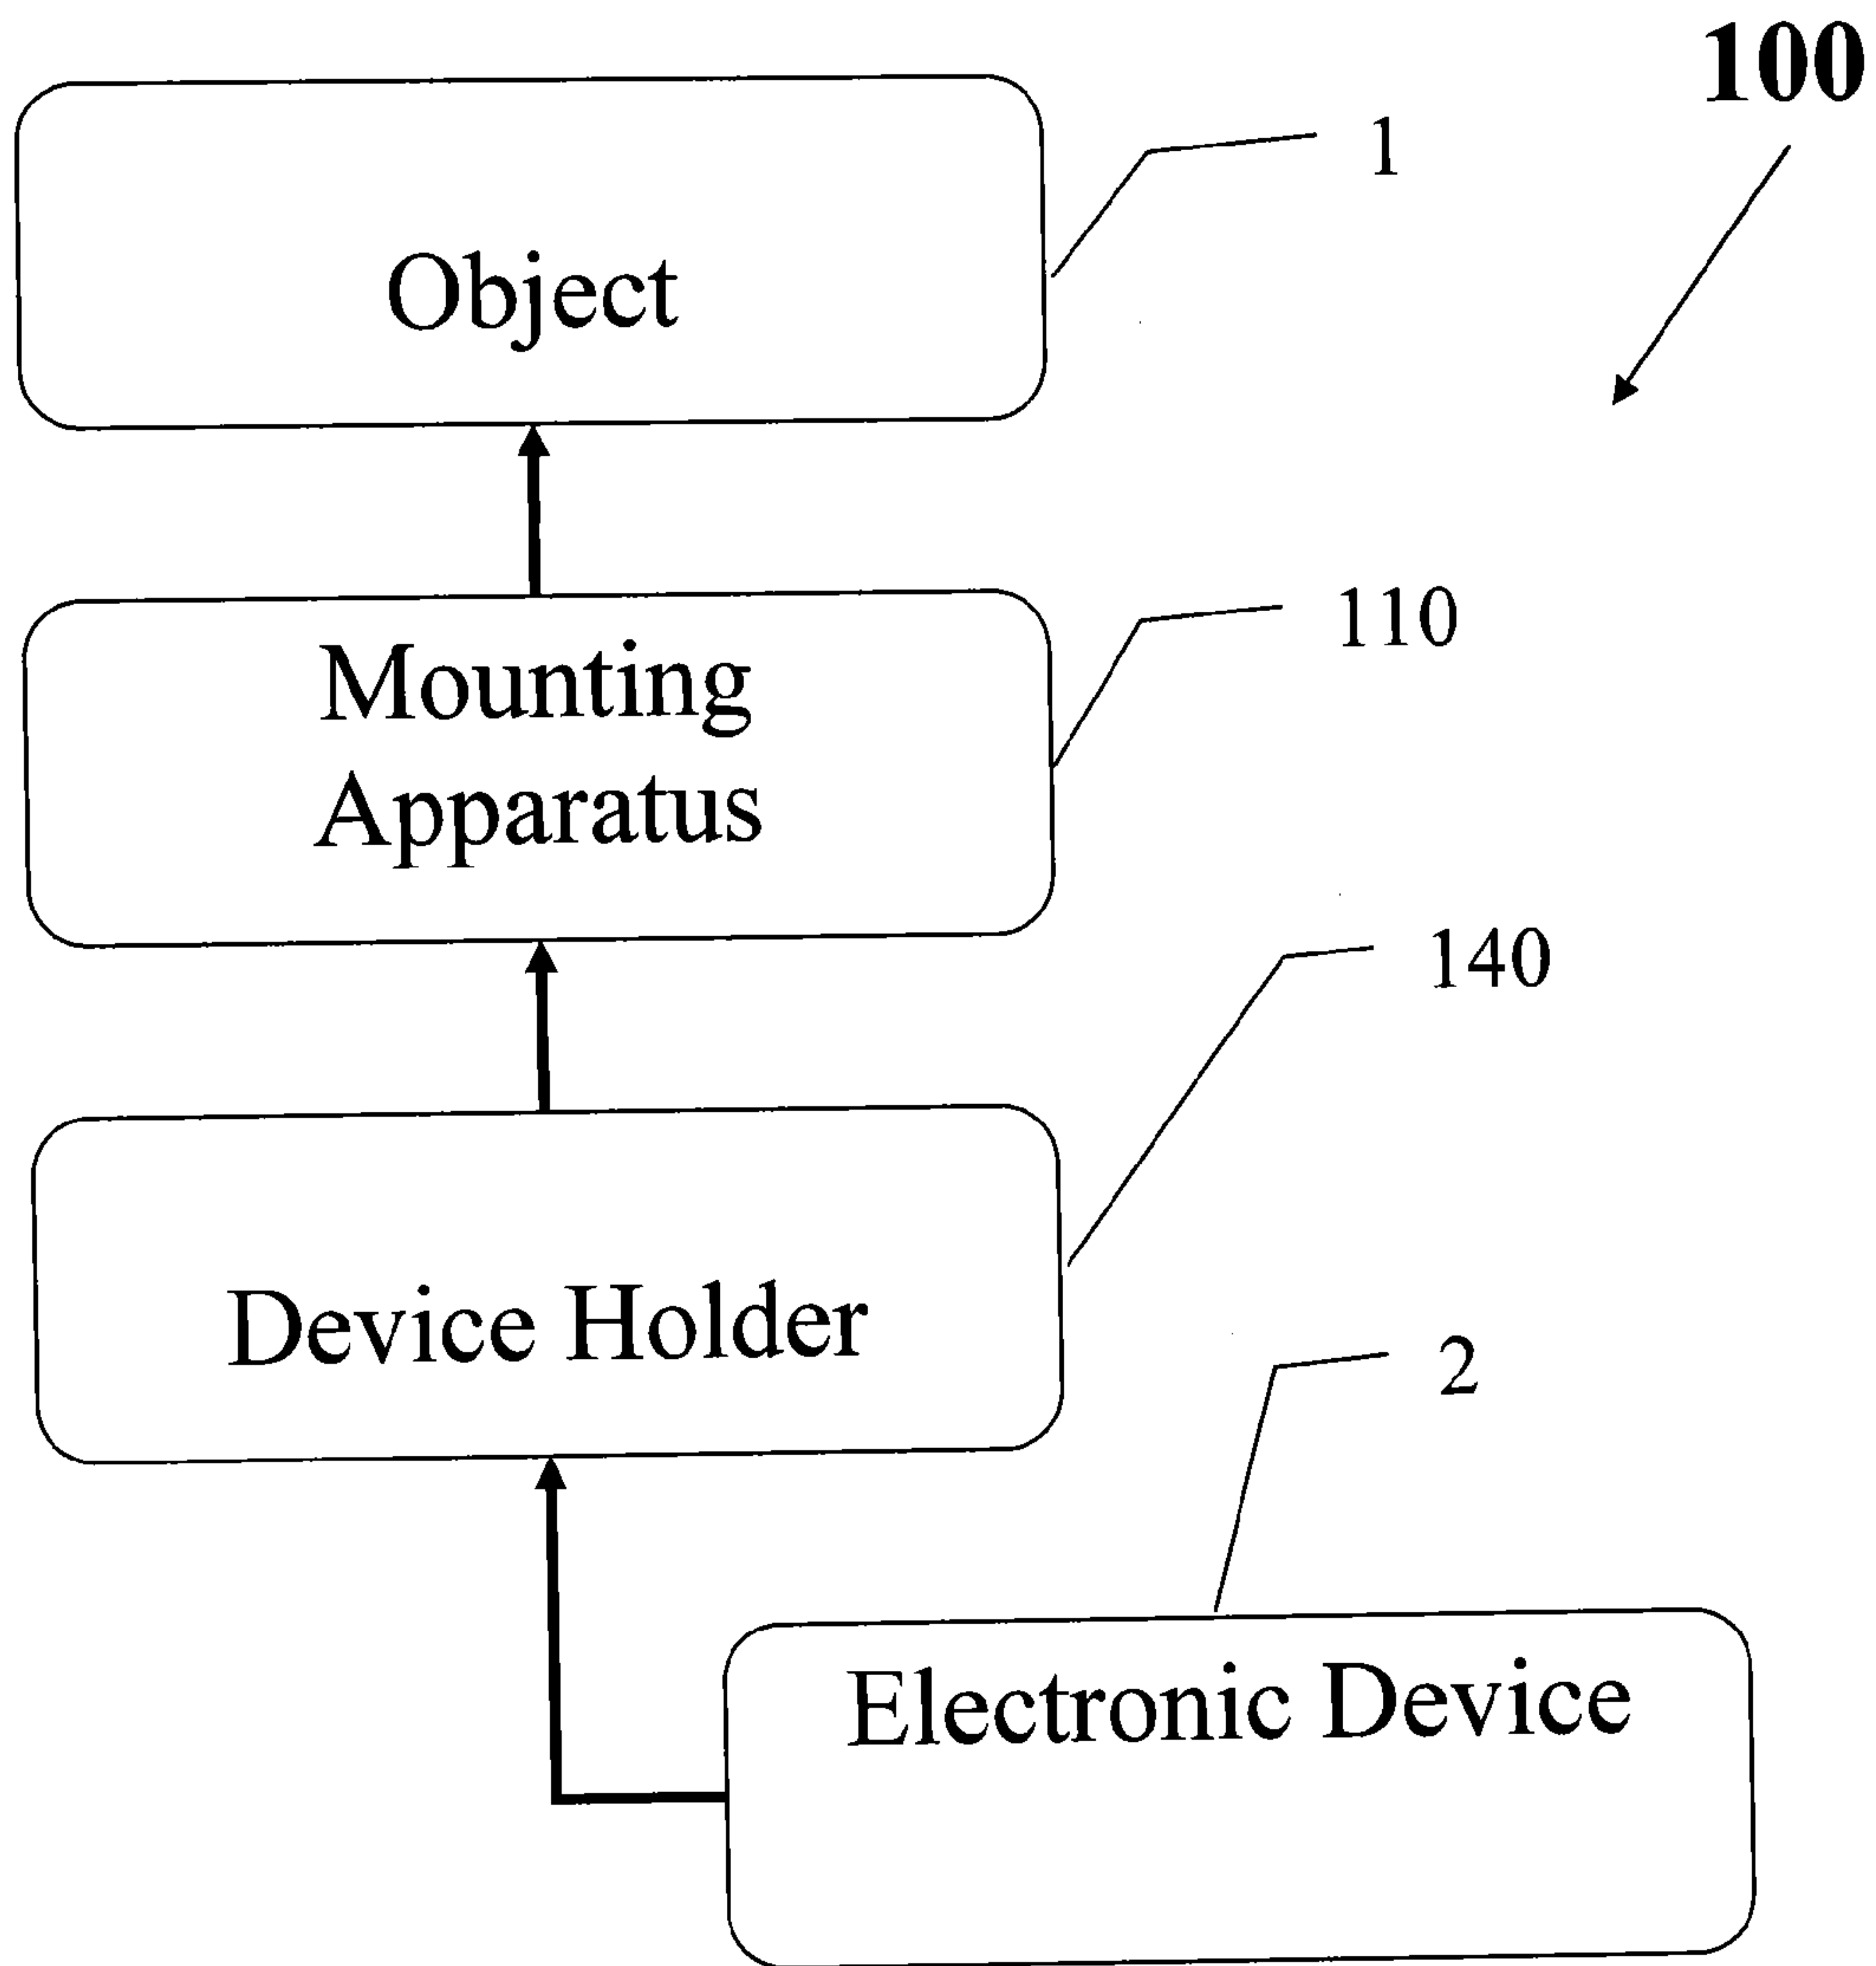 100
1
Object
110
Mounting
Apparatus
140
Device Holder
2
Electronic Device